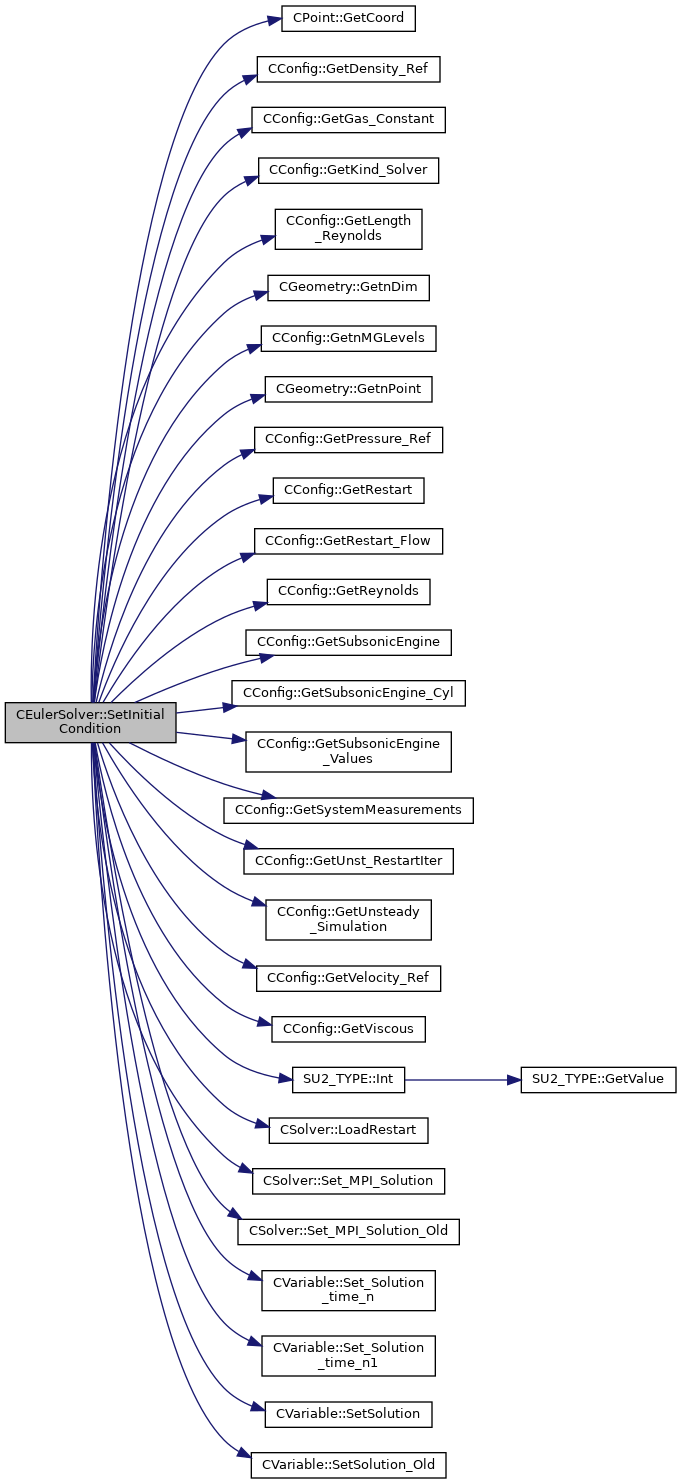 CPoint::GetCoord
CConfig::GetDensity_Ref
CConfig::GetGas_Constant
CConfig::GetKind_Solver
CConfig::GetLength
_Reynolds
CGeometry::GetnDim
CConfig::GetnMGLevels
CGeometry::GetnPoint
CConfig::GetPressure_Ref
CConfig::GetRestart
CConfig::GetRestart_Flow
CConfig::GetReynolds
CConfig::GetSubsonicEngine
CEulerSolver::SetInitial
Condition
CConfig::GetSubsonicEngine_Cyl
CConfig::GetSubsonicEngine
_Values
CConfig::GetSystemMeasurements
CConfig::GetUnst_RestartIter
CConfig::GetUnsteady
_Simulation
CConfig::GetVelocity_Ref
CConfig::GetViscous
SU2_TYPE::Int
SU2_TYPE::GetValue
CSolver::LoadRestart
CSolver::Set_MPI_Solution
CSolver::Set_MPI_Solution_Old
CVariable::Set_Solution
_time_n
CVariable::Set_Solution
_time_n1
CVariable::SetSolution
CVariable::SetSolution_Old